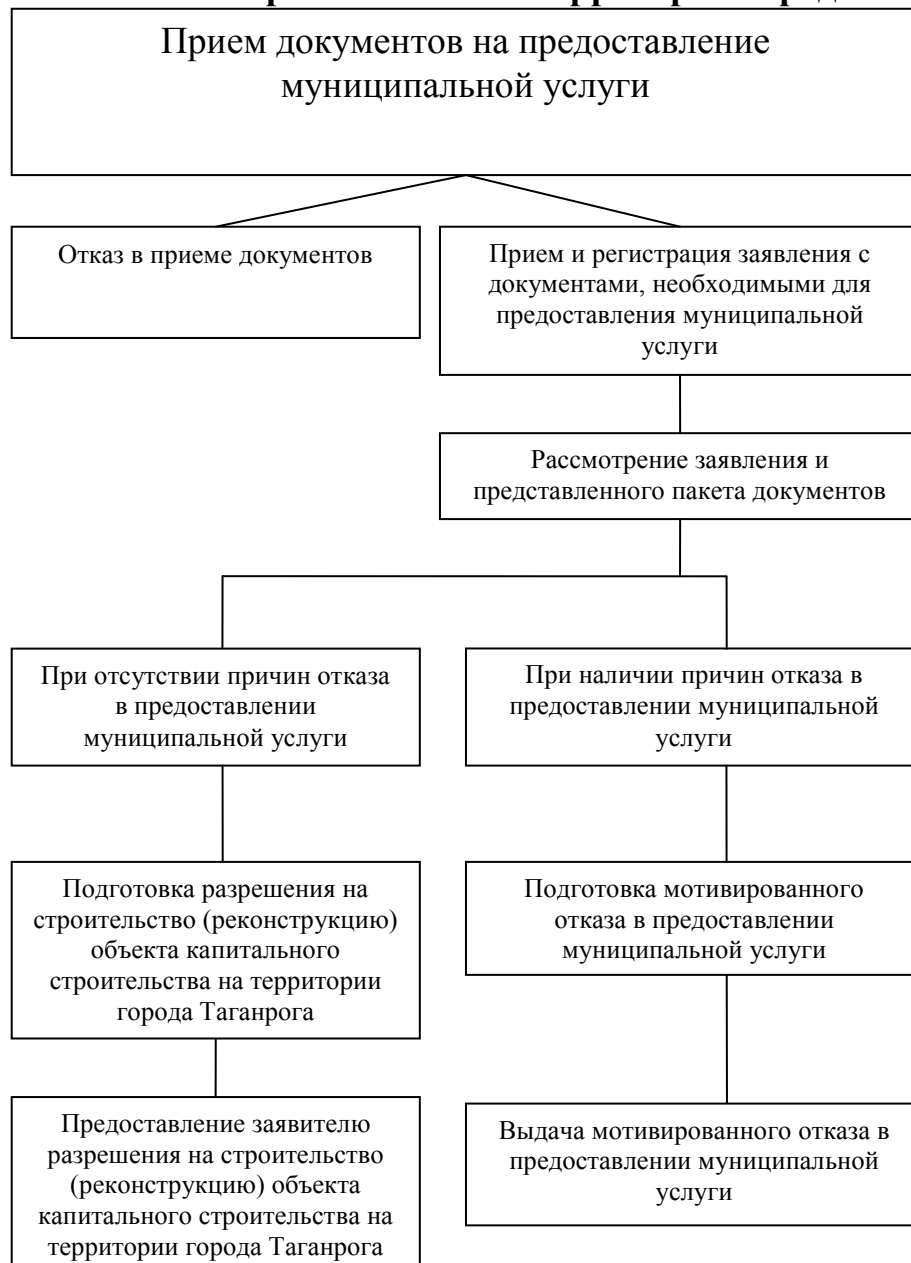 Прием документов на предоставление
муниципальной услуги
Отказ в приеме документов
Прием и регистрация заявления с
документами, необходимыми для
предоставления муниципальной
услуги
Рассмотрение заявления и
представленного пакета документов
При отсутствии причин отказа
в предоставлении
муниципальной услуги
При наличии причин отказа в
предоставлении муниципальной
услуги
Подготовка разрешения на
строительство (реконструкцию)
объекта капитального
строительства на территории
города Таганрога
Подготовка мотивированного
отказа в предоставлении
муниципальной услуги
Предоставление заявителю
разрешения на строительство
(реконструкцию) объекта
капитального строительства на
территории города Таганрога
Выдача мотивированного отказа в
предоставлении муниципальной
услуги